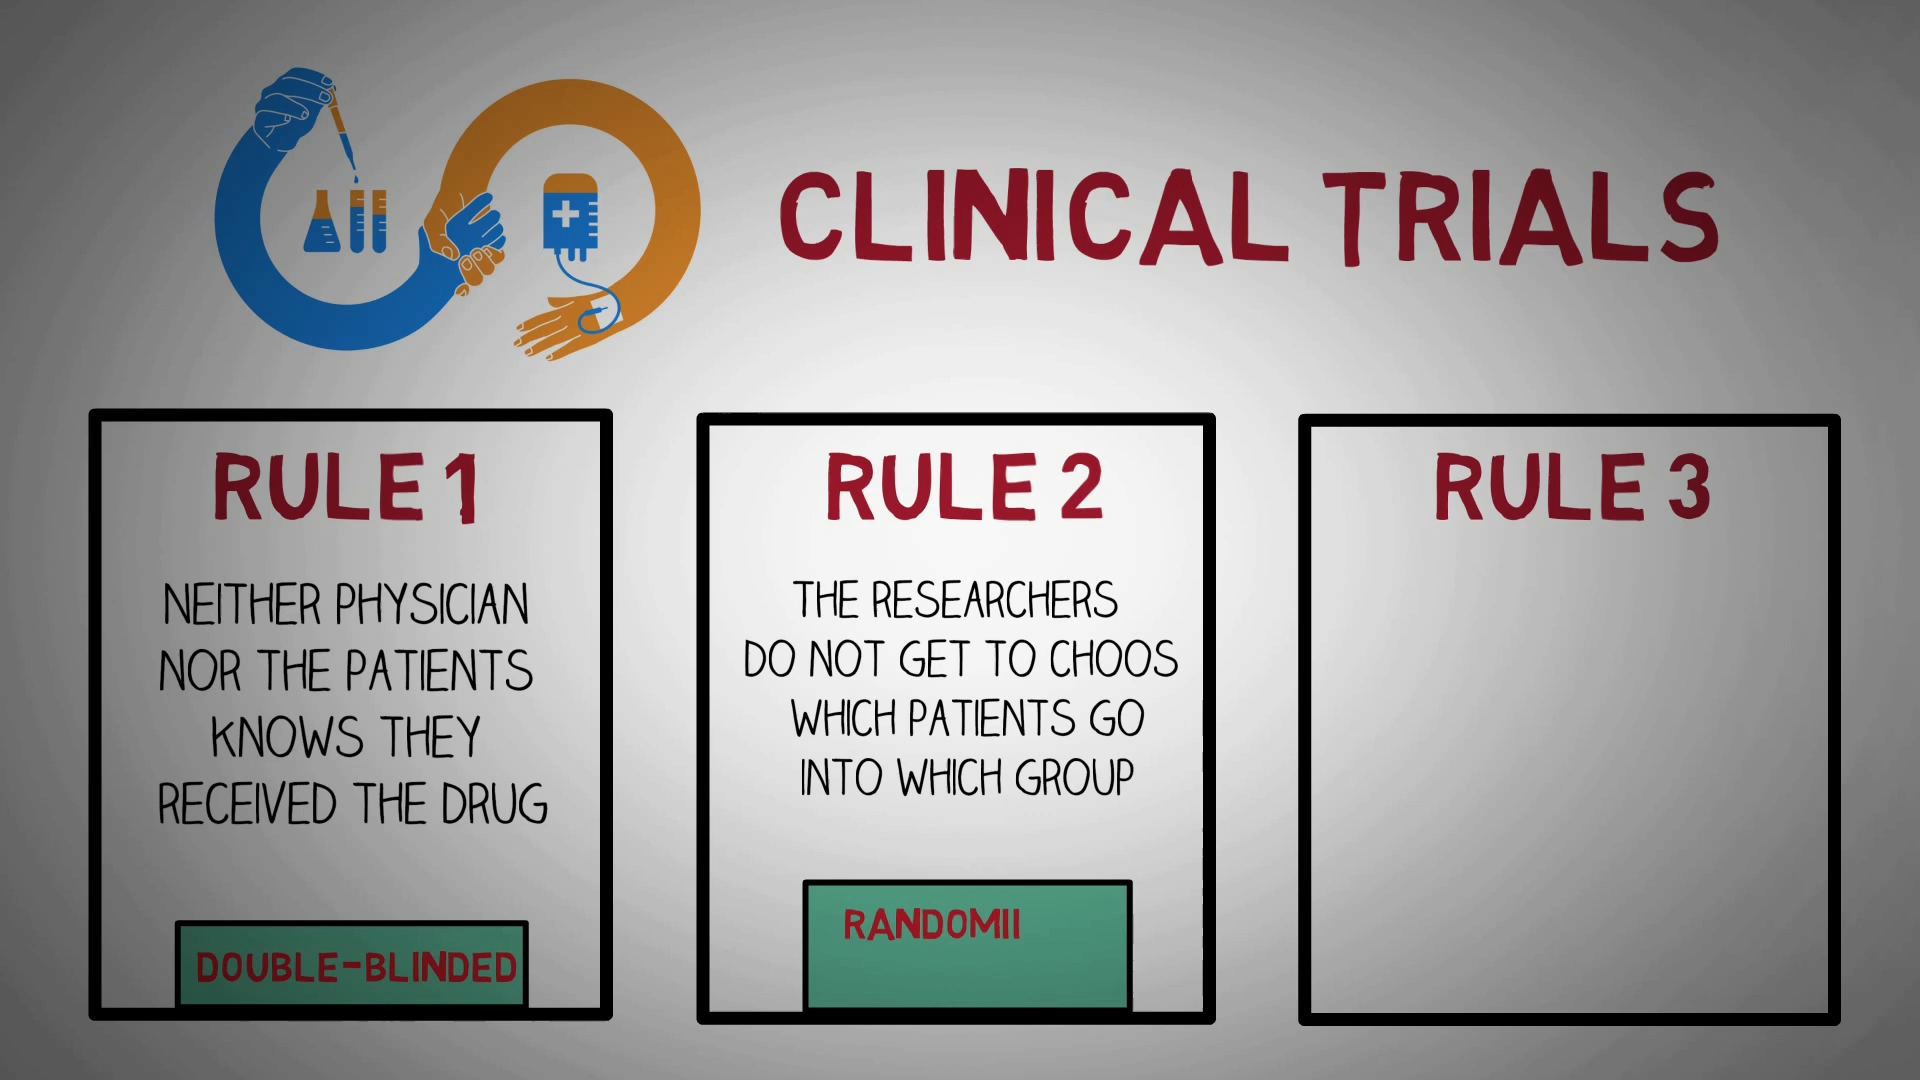 CLINICAL TRIALS
RULE 1
NEITHER PHYSICIAN
NOR THE PATIENTS
KNOWS THEY
RECEIVED THE DRUG
DOUBLE-BLINDED
RULE 2
THE RESEARCHERS
DO NOT GET TO CHOOS
WHICH PATIENTS GO
INTO WHICH GROUP
RANDOMII
RULE 3